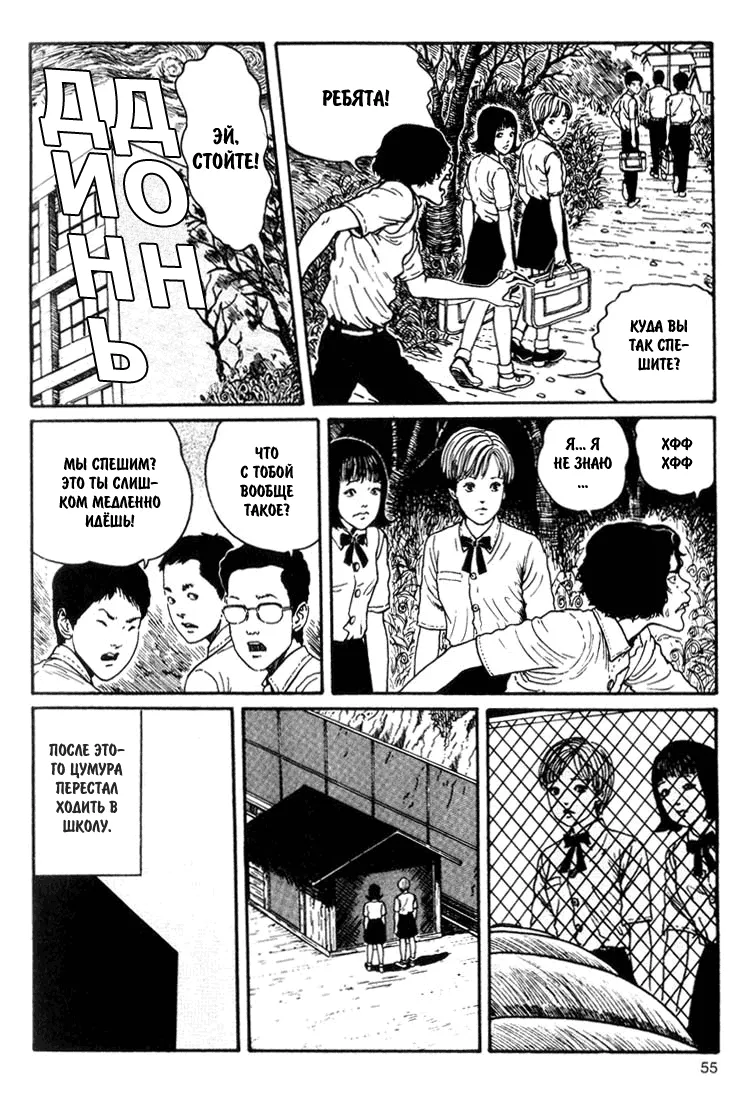 ДИНЬ
ДОН
ЭЙ,
СТОЙТЕ!
РЕБЯТА!
КУДА ВЫ
ТАК СПЕ-
ШИТЕ?
МЫ СПЕШИМ?
ЭТО ТЫ СЛИШ-
КОМ МЕДЛЕННО
ИДЁШЬ!
ЧТО
С ТОБОЙ
ВООБЩЕ
ТАКОЕ?
Я... Я
НЕ ЗНАЮ
...
ХФФ
ХФФ
ПОСЛЕ ЭТО-
ГО ЦУМУРА
ПЕРЕСТАЛ
ХОДИТЬ В
ШКОЛУ.
55